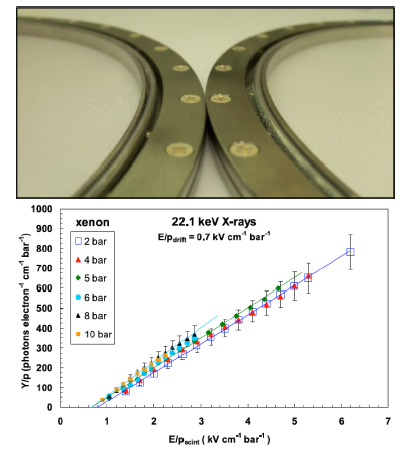 1000
900
800
700
600
500
400
300
200
100
0
Y/p (photons electron⁻¹ cm⁻¹ bar⁻¹)
xenon
2 bar
4 bar
5 bar
6 bar
8 bar
10 bar
22.1 keV X-rays
E/p drift = 0,7 kV cm⁻¹ bar⁻¹
0 1 2 3 4 5 6 7
E/p scint ( kV cm⁻¹ bar⁻¹ )